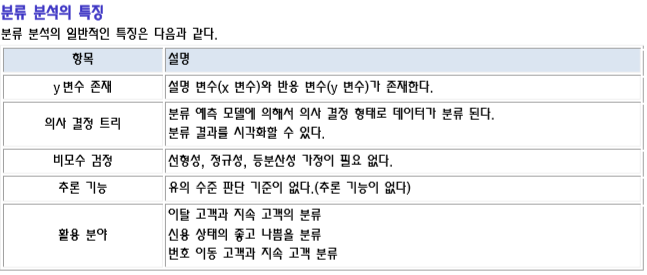 분류 분석의 특징
분류 분석의 일반적인 특징은 다음과 같다.
항목 설명
y 변수 존재 설명 변수(x 변수)와 반응 변수(y 변수)가 존재한다.
의사 결정 트리 분류 예측 모델에 의해서 의사 결정 형태로 데이터가 분류 된다.
분류 결과를 시각화할 수 있다.
비모수 검정 선형성, 정규성, 등분산성 가정이 필요 없다.
추론 기능 유의 수준 판단 기준이 없다.(추론 기능이 없다)
활용 분야 이탈 고객과 지속 고객의 분류
신용 상태의 좋고 나쁨을 분류
번호 이동 고객과 지속 고객 분류